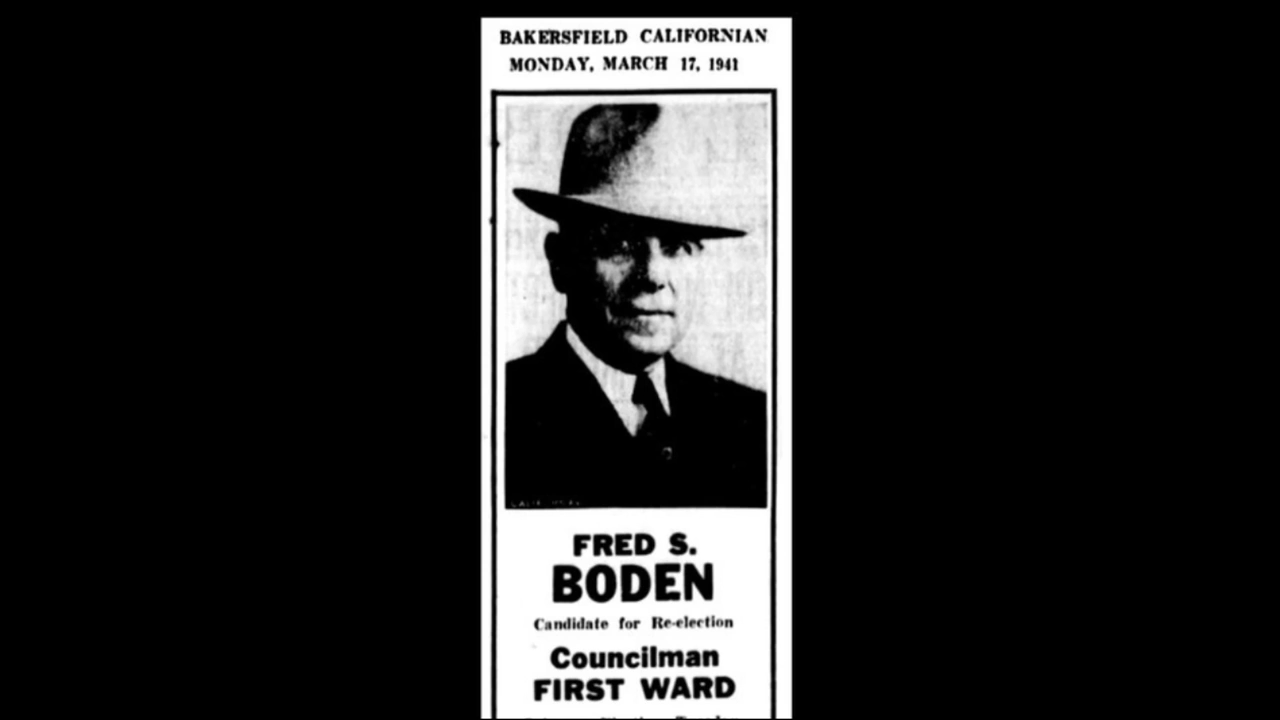 BAKERSFIELD CALIFORNIAN
MONDAY, MARCH 17, 1941
FRED S.
BODEN
Candidate for Re-election
Councilman
FIRST WARD